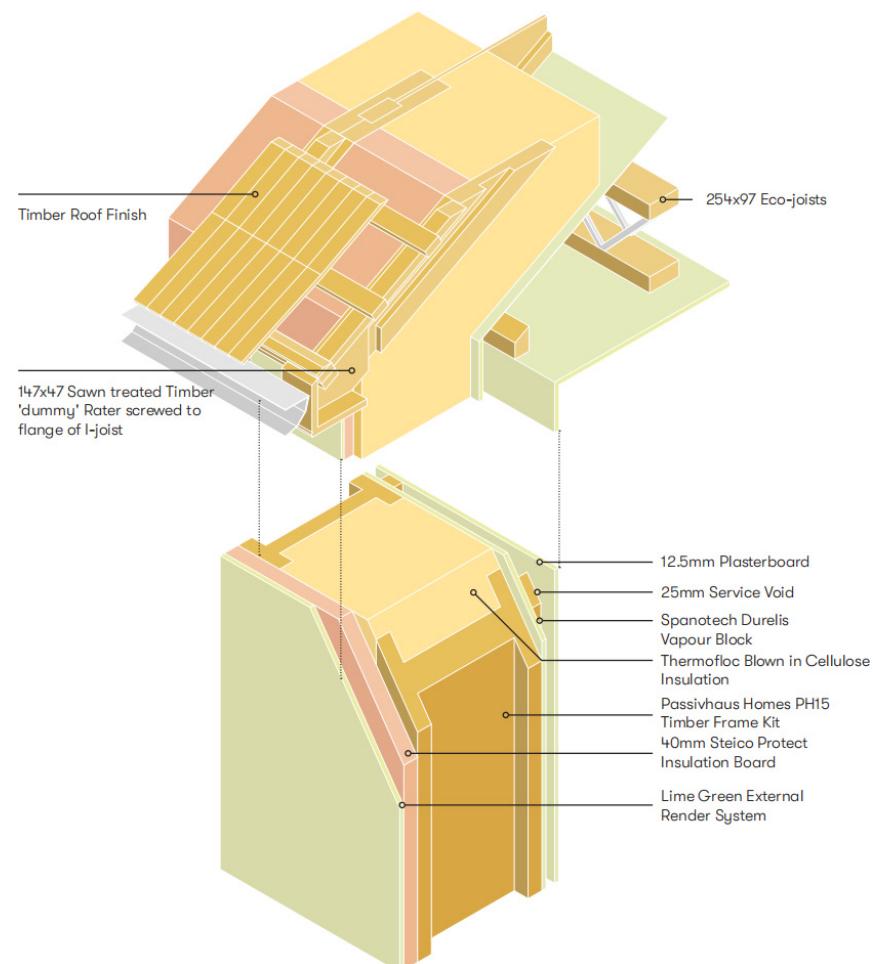 Timber Roof Finish
254x97 Eco-joists
147x47 Sawn treated Timber
'dummy' Rater screwed to
flange of I-joist
12.5mm Plasterboard
25mm Service Void
Spanotech Durelis
Vapour Block
Thermofloc Blown in Cellulose
Insulation
Passivhaus Homes PH15
Timber Frame Kit
40mm Steico Protect
Insulation Board
Lime Green External
Render System